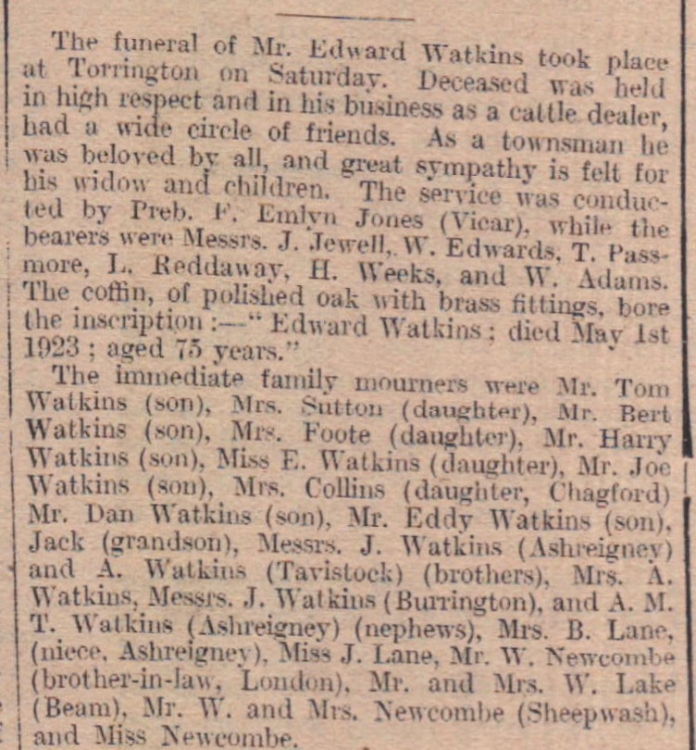 The funeral of Mr. Edward Watkins took place
at Torrington on Saturday. Deceased was held
in high respect and in his business as a cattle dealer,
had a wide circle of friends. As a townsman he
was beloved by all, and great sympathy is felt for
his widow and children. The service was conduc-
ted by Preb. F. Emlyn Jones (Vicar), while the
bearers were Messrs. J. Jewell, W. Edwards, T. Pass-
more, L. Reddaway, H. Weeks, and W. Adams.
The coffin, of polished oak with brass fittings, bore
the inscription :—“ Edward Watkins ; died May 1st
1923 ; aged 75 years.”
The immediate family mourners were Mr. Tom
Watkins (son), Mrs. Sutton (daughter), Mr. Bert
Watkins (son), Mrs. Foote (daughter), Mr. Harry
Watkins (son), Miss E. Watkins (daughter), Mr. Joe
Watkins (son), Mrs. Collins (daughter, Chagford)
Mr. Dan Watkins (son), Mr. Eddy Watkins (son),
Jack (grandson), Messrs. J. Watkins (Ashreigney)
and A. Watkins (Tavistock) (brothers), Mrs. A.
Watkins, Messrs. J. Watkins (Burrington), and A. M.
T. Watkins (Ashreigney) (nephews), Mrs. B. Lane,
(niece, Ashreigney), Miss J. Lane, Mr. W. Newcombe
(brother-in-law, London), Mr. and Mrs. W. Lake
(Beam), Mr. W. and Mrs. Newcombe (Sheepwash),
and Miss Newcombe.